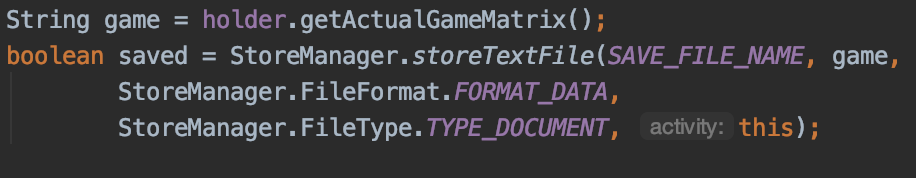 String game = holder.getActualGameMatrix();
boolean saved = StoreManager.storeTextFile(SAVE_FILE_NAME, game,
StoreManager.FileFormat.FORMAT_DATA,
StoreManager.FileType.TYPE_DOCUMENT, activity: this);